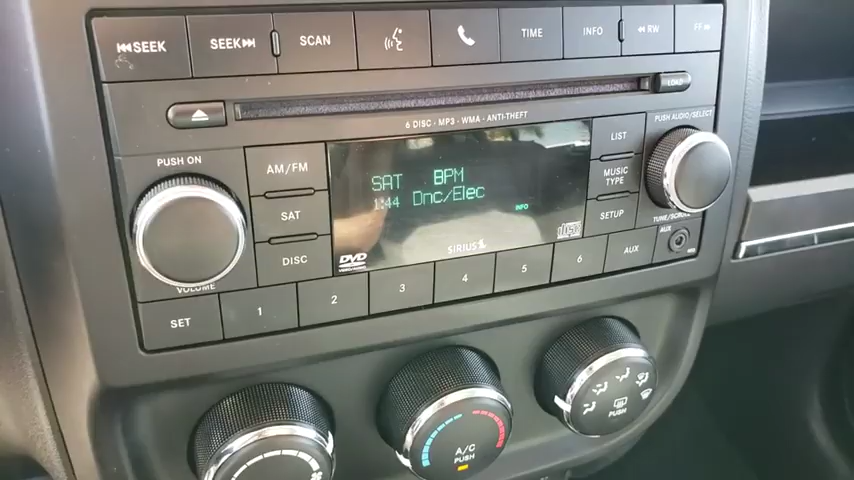 SEEK
SEEK
SCAN
TIME
INFO
RW
FF
LOAD
6 DISC - MP3 - WMA - ANTI-THEFT
PUSH ON
VOLUME
AM/FM
SAT
DISC
SAT BPM
1:44 Dnc/Elec
INFO
DVD
SIRIUS
LIST
MUSIC
TYPE
SETUP
PUSH AUDIO/SELECT
TUNE/SCROLL
AUX
SET
1
2
3
4
5
6
AUX
A/C
PUSH
PUSH